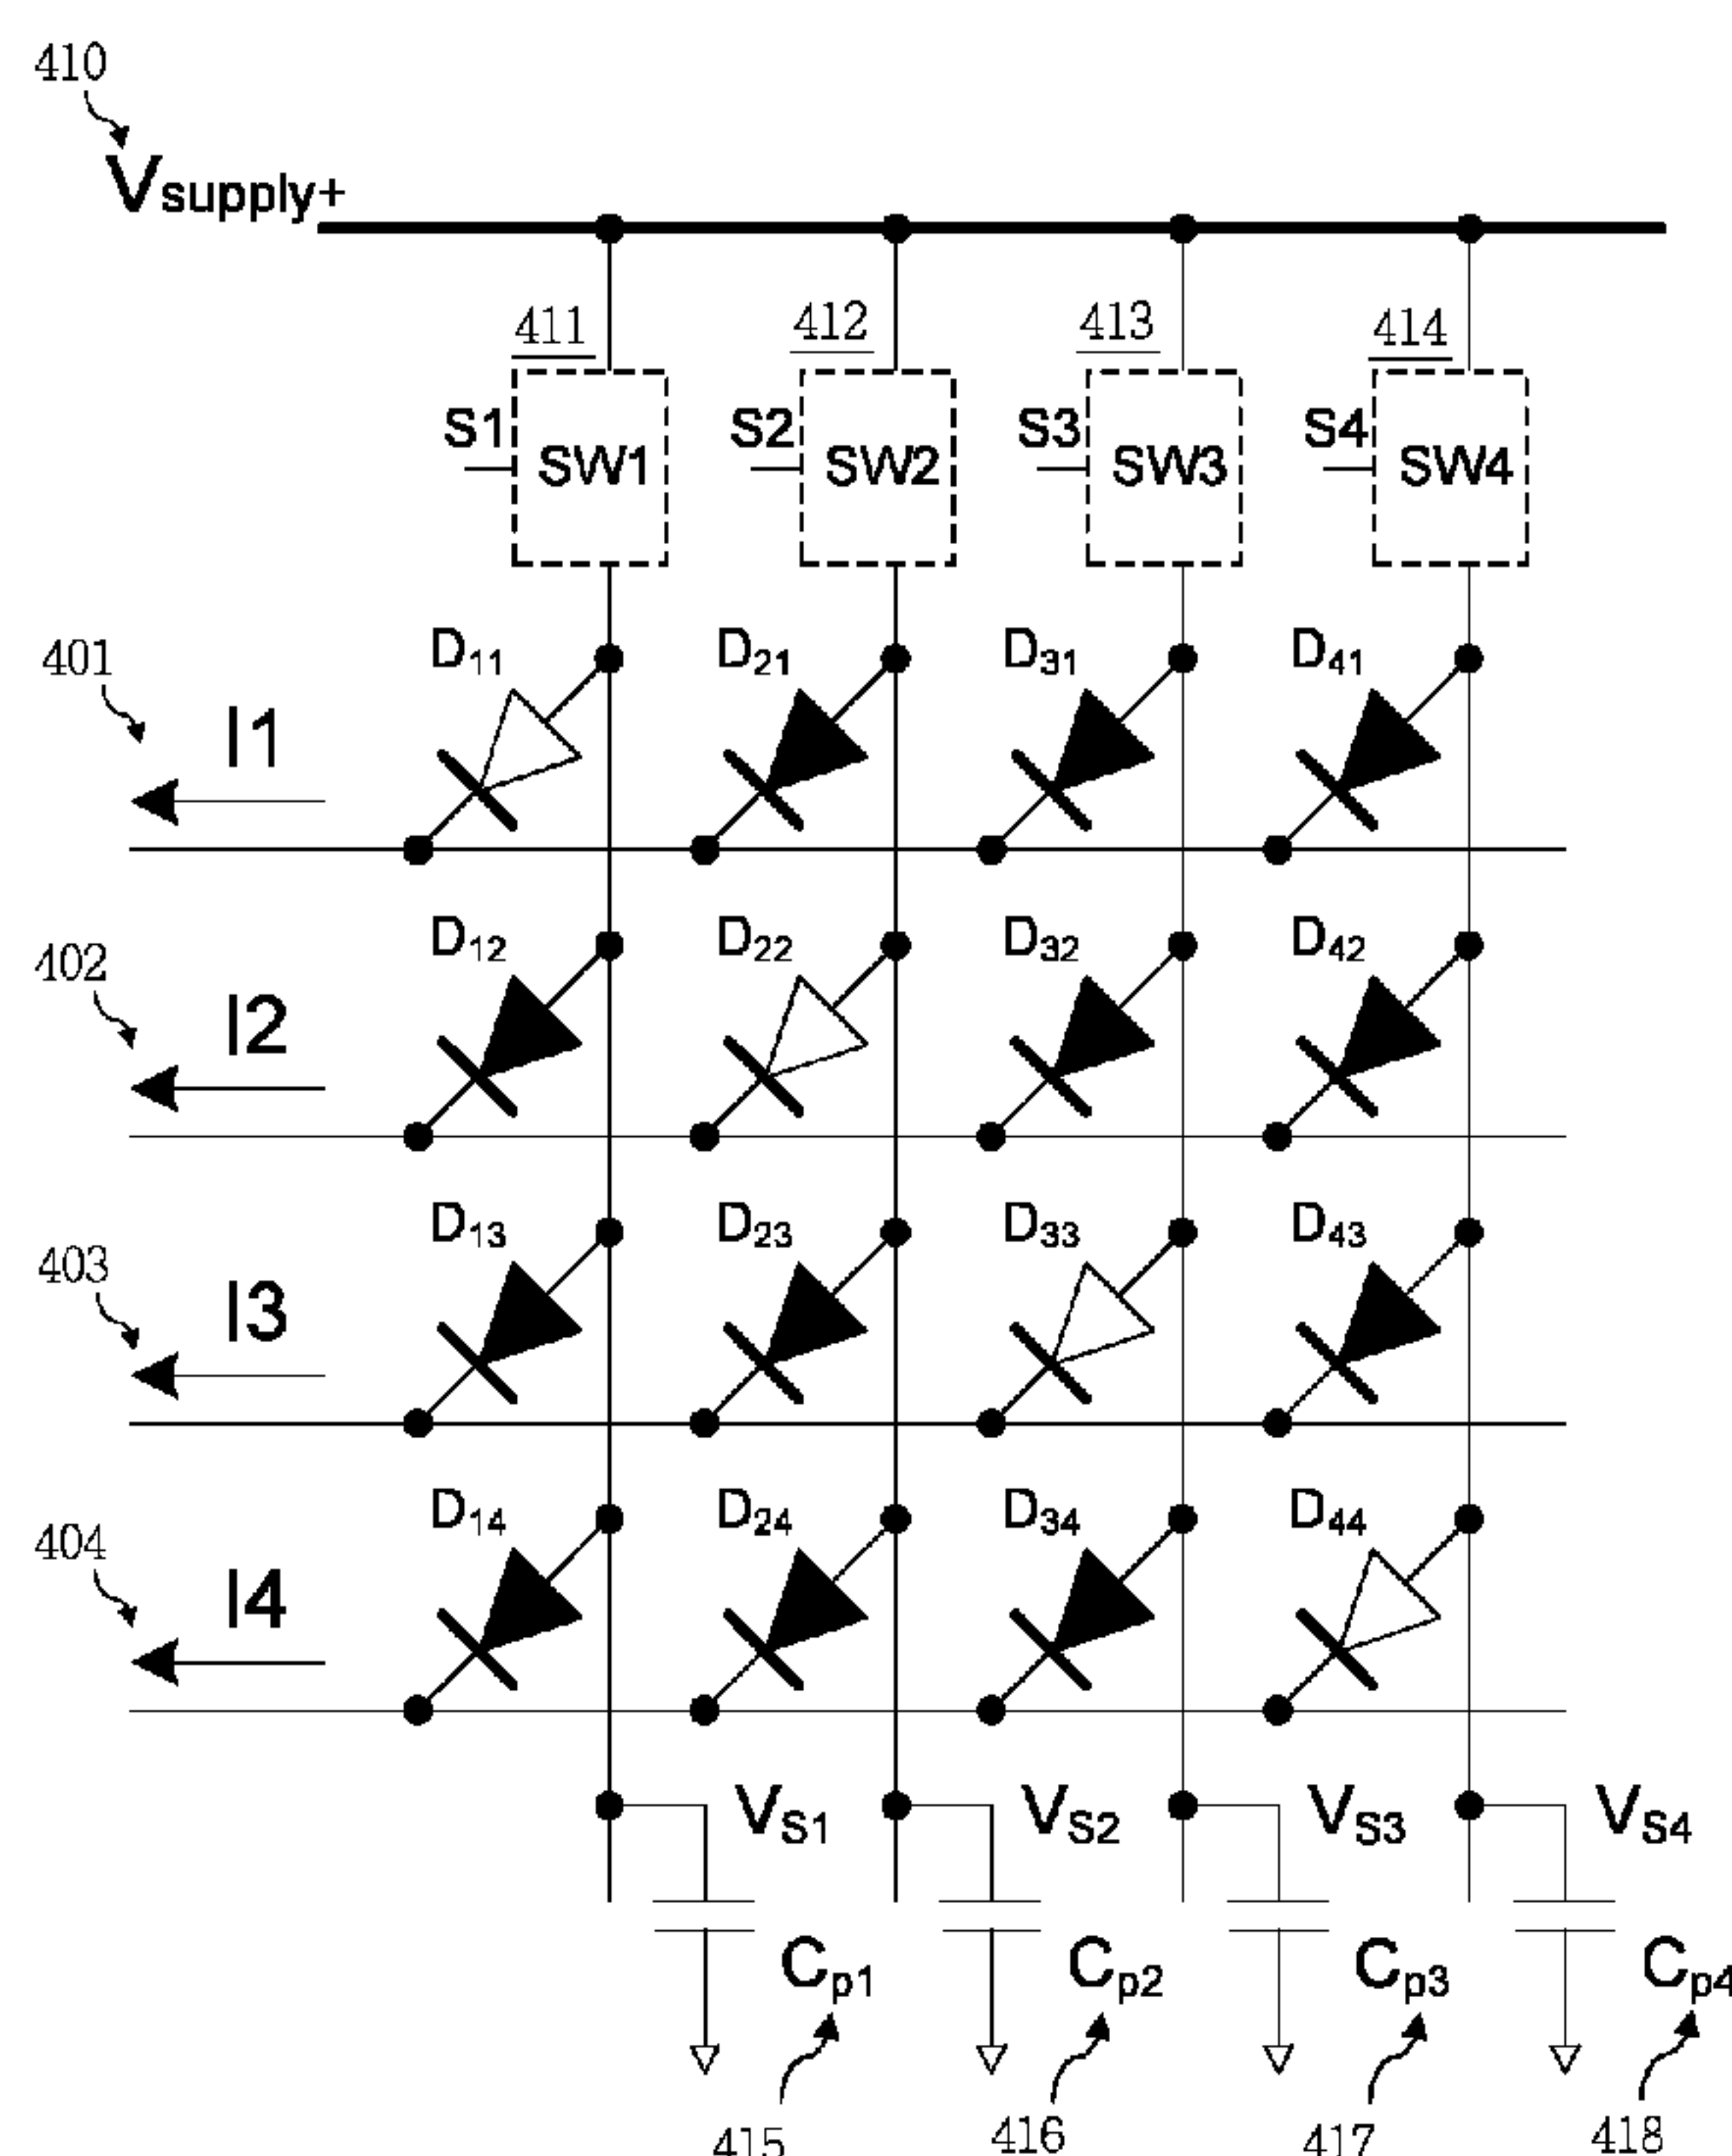 410
Vsupply+
411 412 413 414
S1 SW1 S2 SW2 S3 SW3 S4 SW4
401 I1 D11 D21 D31 D41
402 I2 D12 D22 D32 D42
403 I3 D13 D23 D33 D43
404 I4 D14 D24 D34 D44
VS1 VS2 VS3 VS4
Cp1 Cp2 Cp3 Cp4
415 416 417 418